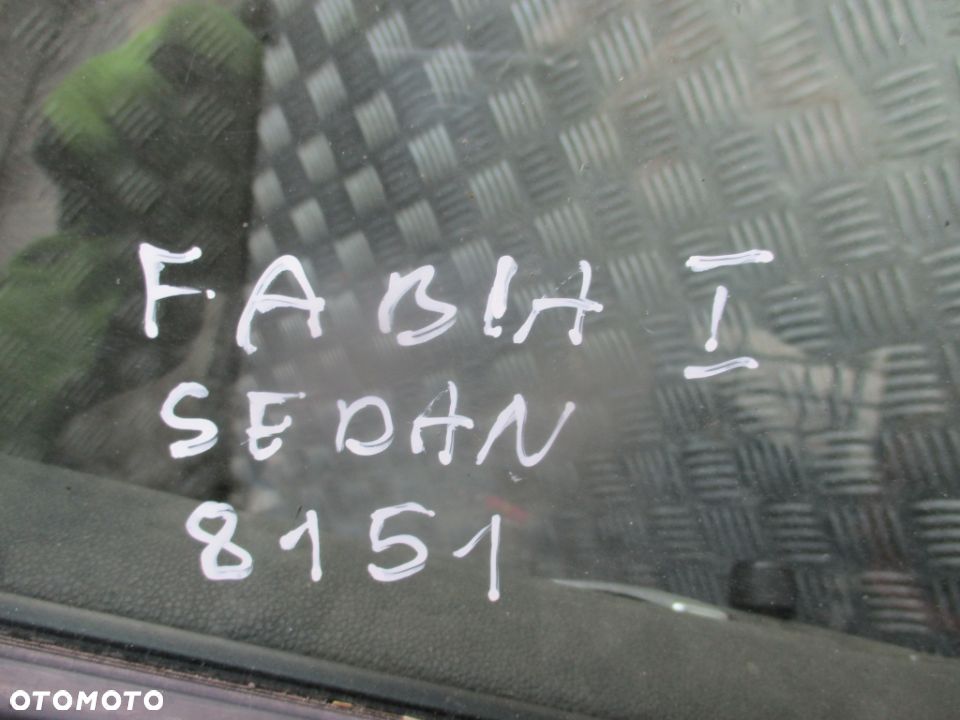 FABIA I
SEDAN
8151
OTOMOTO